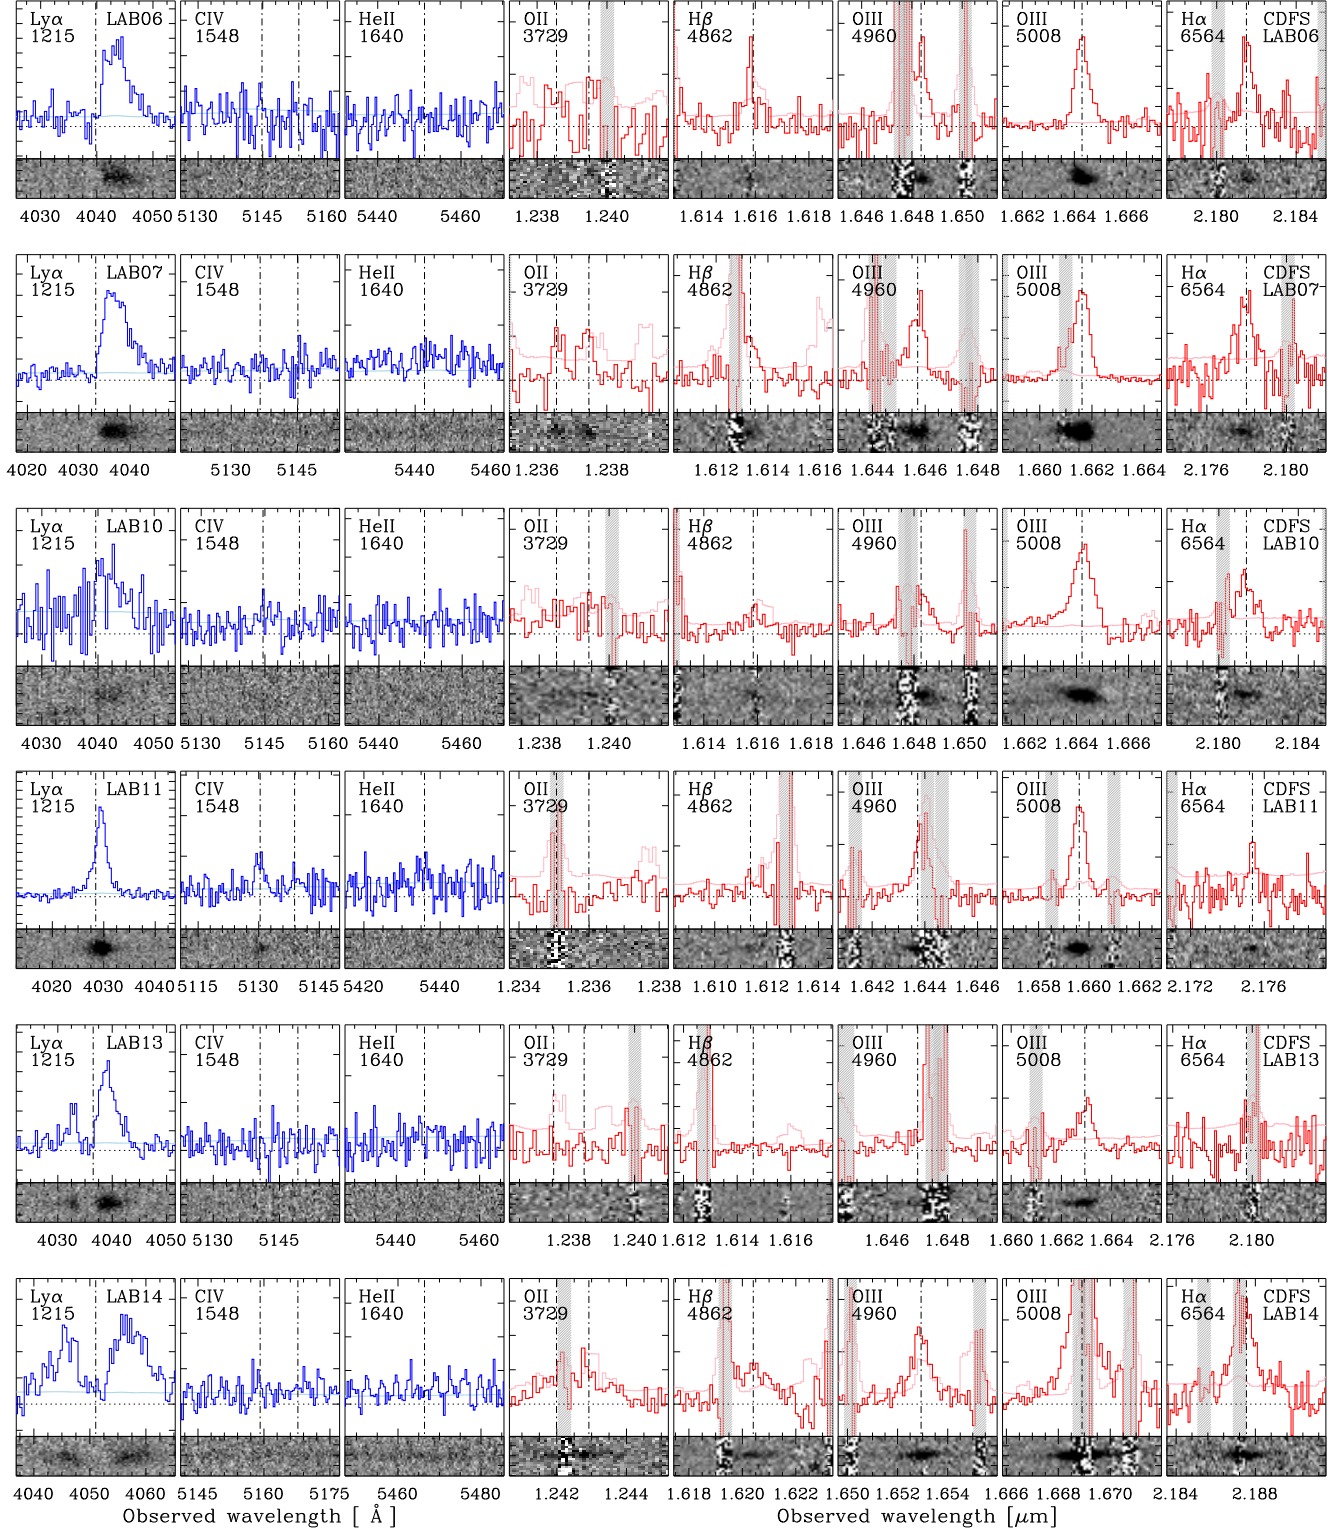 Lyα LAB06 CIV HeII OII Hβ OIII OIII Hα CDFS
1215 1548 1640 3729 4862 4960 5008 6564 LAB06
4030 4040 4050 5130 5145 5160 5440 5460 1.238 1.240 1.614 1.616 1.618 1.646 1.648 1.650 1.662 1.664 1.666 2.180 2.184
Lyα LAB07 CIV HeII OII Hβ OIII OIII Hα CDFS
1215 1548 1640 3729 4862 4960 5008 6564 LAB07
4020 4030 4040 5130 5145 5440 5460 1.236 1.238 1.612 1.614 1.616 1.644 1.646 1.648 1.660 1.662 1.664 2.176 2.180
Lyα LAB10 CIV HeII OII Hβ OIII OIII Hα CDFS
1215 1548 1640 3729 4862 4960 5008 6564 LAB10
4030 4040 4050 5130 5145 5160 5440 5460 1.238 1.240 1.614 1.616 1.618 1.646 1.648 1.650 1.662 1.664 1.666 2.180 2.184
Lyα LAB11 CIV HeII OII Hβ OIII OIII Hα CDFS
1215 1548 1640 3729 4862 4960 5008 6564 LAB11
4020 4030 4040 5115 5130 5145 5420 5440 1.234 1.236 1.238 1.610 1.612 1.614 1.642 1.644 1.646 1.658 1.660 1.662 2.172 2.176
Lyα LAB13 CIV HeII OII Hβ OIII OIII Hα CDFS
1215 1548 1640 3729 4862 4960 5008 6564 LAB13
4030 4040 4050 5130 5145 5440 5460 1.238 1.240 1.612 1.614 1.616 1.646 1.648 1.660 1.662 1.664 2.176 2.180
Lyα LAB14 CIV HeII OII Hβ OIII OIII Hα CDFS
1215 1548 1640 3729 4862 4960 5008 6564 LAB14
4040 4050 4060 5145 5160 5175 5460 5480 1.242 1.244 1.618 1.620 1.622 1.650 1.652 1.654 1.666 1.668 1.670 2.184 2.188
Observed wavelength [ Å ] Observed wavelength [μm]